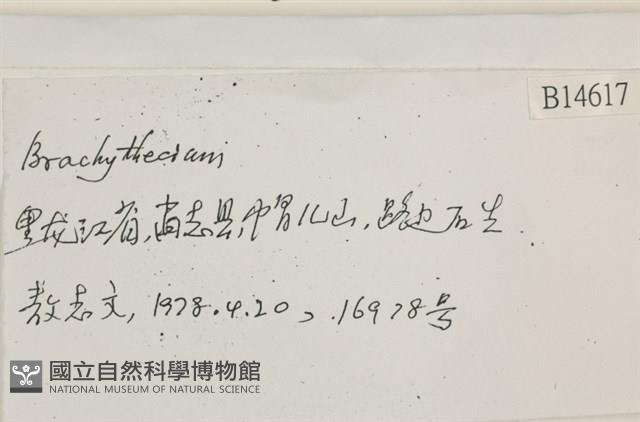 B14617
Brachythecium
黑龙江省,尚志县,帽儿山,路边石生
敖志文, 1978.4.20, .16978号
國立自然科學博物館
NATIONAL MUSEUM OF NATURAL SCIENCE